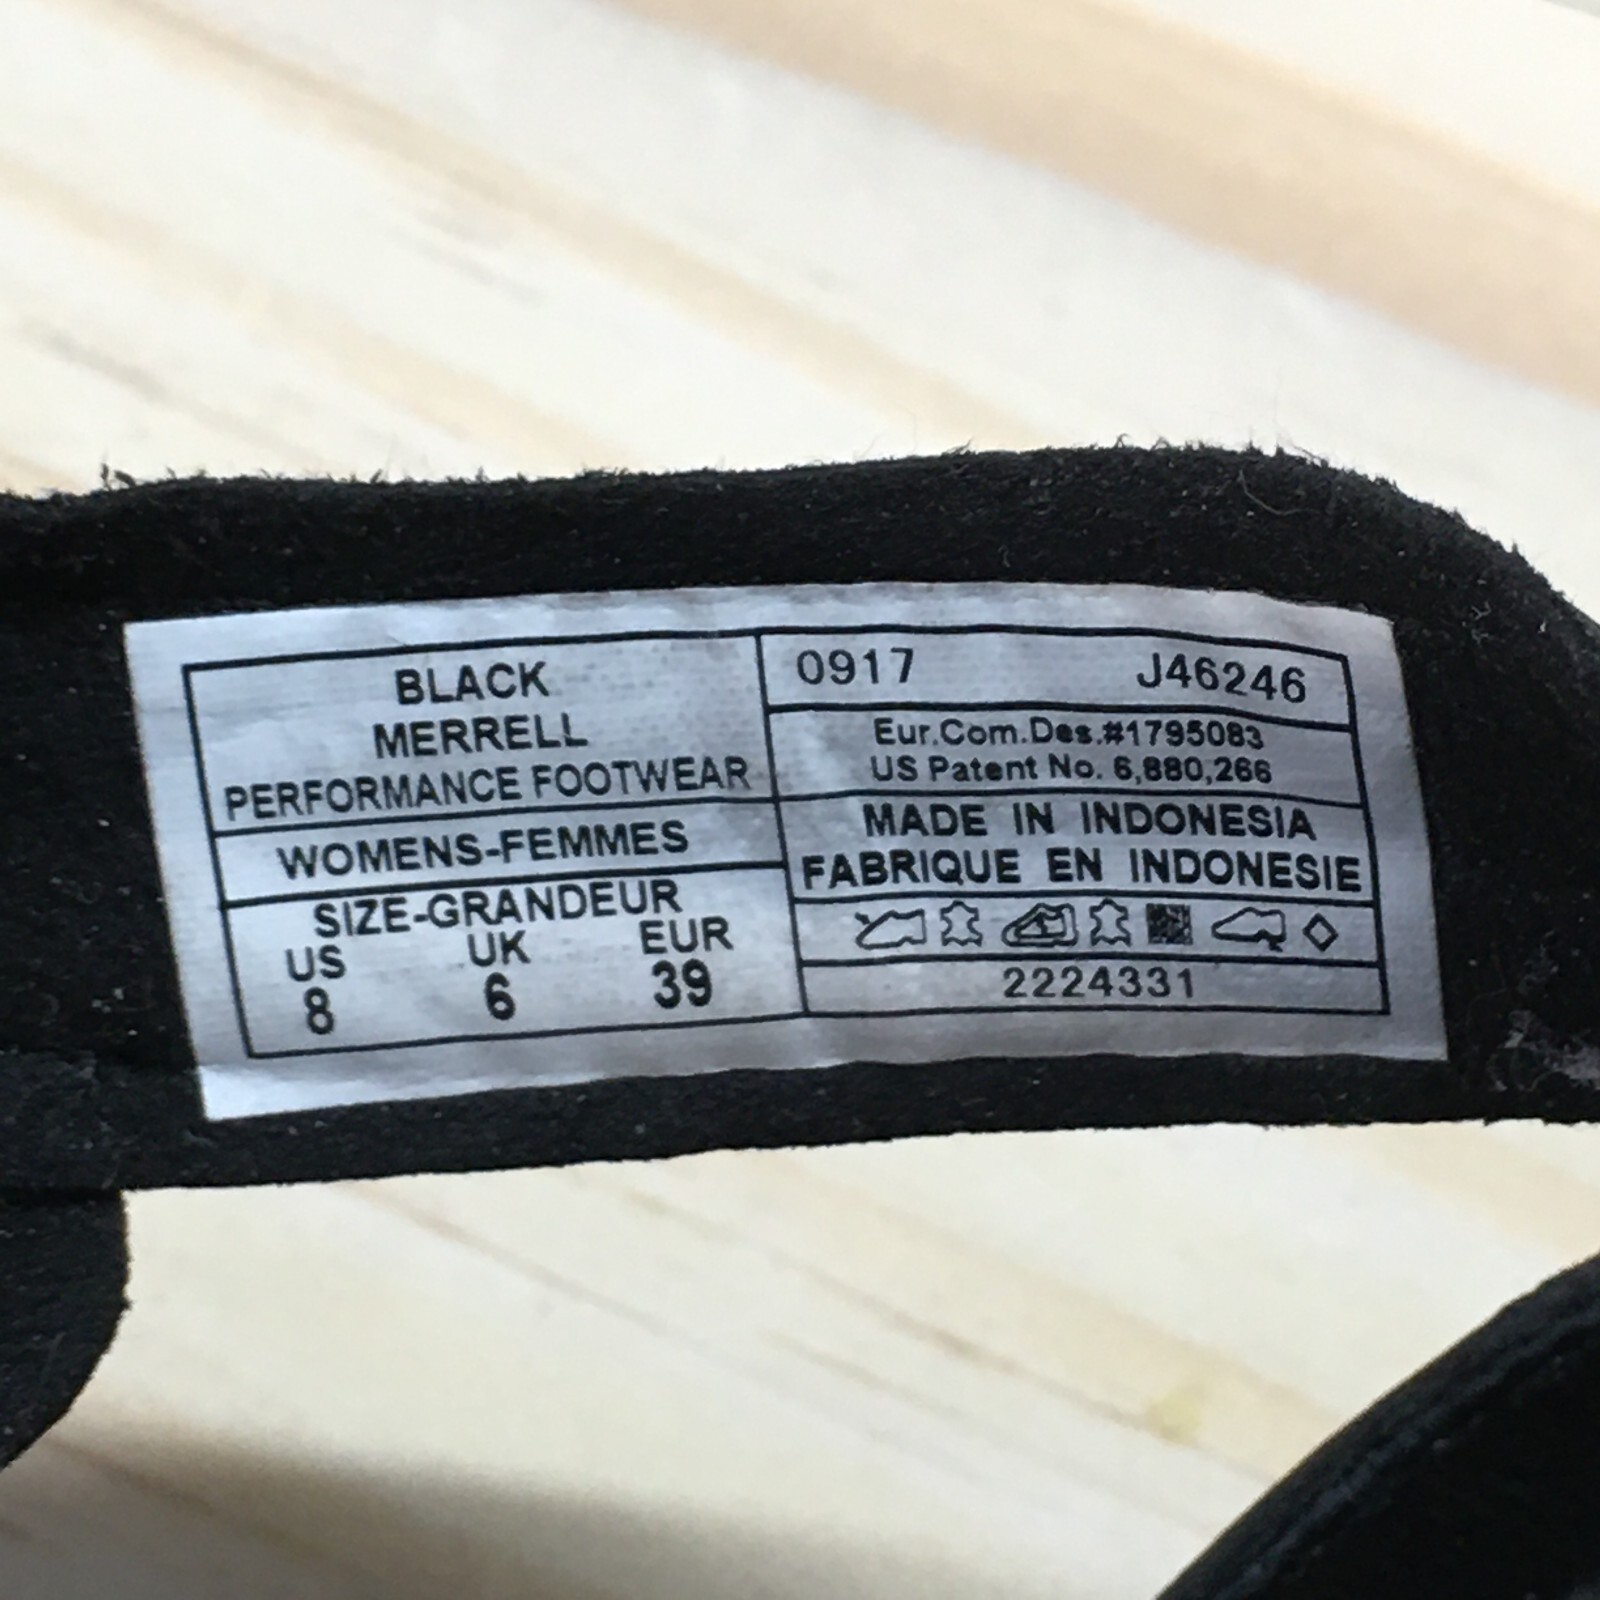 BLACK
MERRELL
PERFORMANCE FOOTWEAR
WOMENS-FEMMES
SIZE-GRANDEUR
US UK EUR
8 6 39
0917 J46246
Eur.Com.Des.#1795083
US Patent No. 6,880,266
MADE IN INDONESIA
FABRIQUE EN INDONESIE
2224331